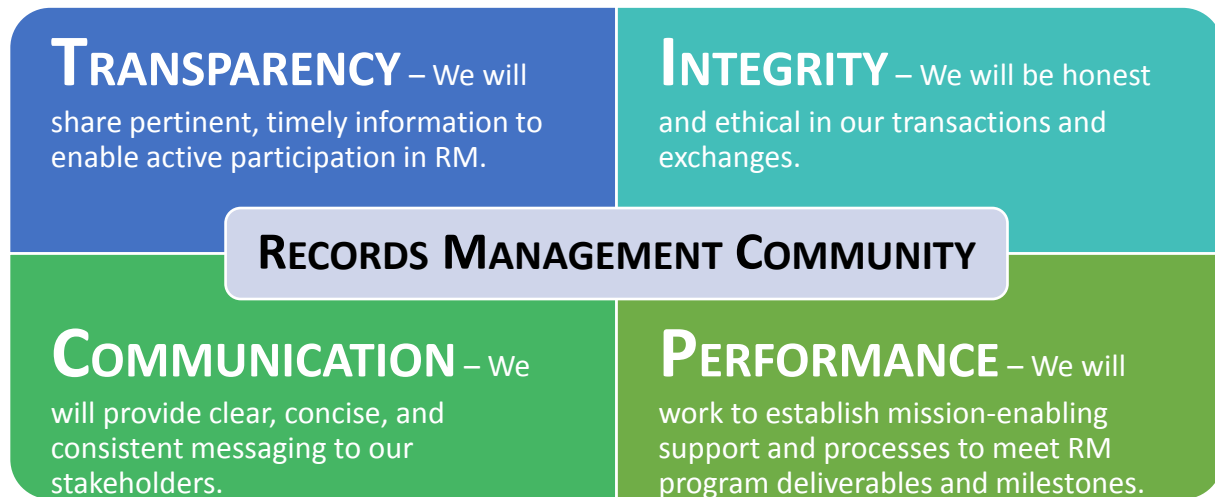 TRANSPARENCY – We will
share pertinent, timely information to
enable active participation in RM.
INTEGRITY – We will be honest
and ethical in our transactions and
exchanges.
RECORDS MANAGEMENT COMMUNITY
COMMUNICATION – We
will provide clear, concise, and
consistent messaging to our
stakeholders.
PERFORMANCE – We will
work to establish mission-enabling
support and processes to meet RM
program deliverables and milestones.